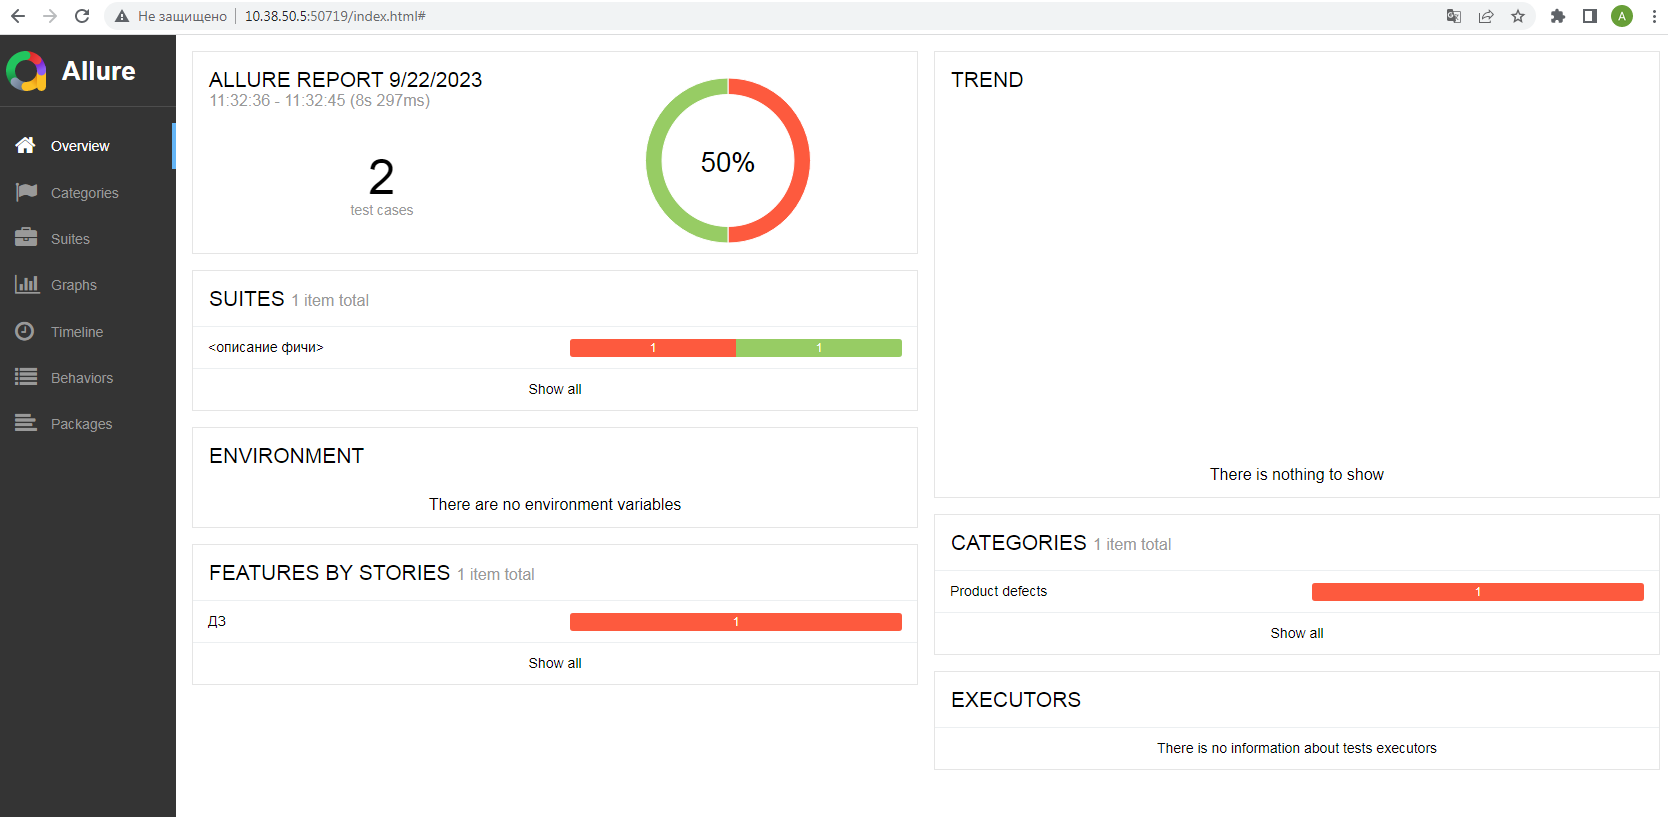 Не защищено 10.38.50.5:50719/index.html#
A
Allure
Overview
Categories
Suites
Graphs
Timeline
Behaviors
Packages
ALLURE REPORT 9/22/2023
11:32:36 - 11:32:45 (8s 297ms)
2
test cases
50%
SUITES 1 item total
<описание фичи> 1 1
Show all
ENVIRONMENT
There are no environment variables
FEATURES BY STORIES 1 item total
ДЗ 1
Show all
TREND
There is nothing to show
CATEGORIES 1 item total
Product defects 1
Show all
EXECUTORS
There is no information about tests executors